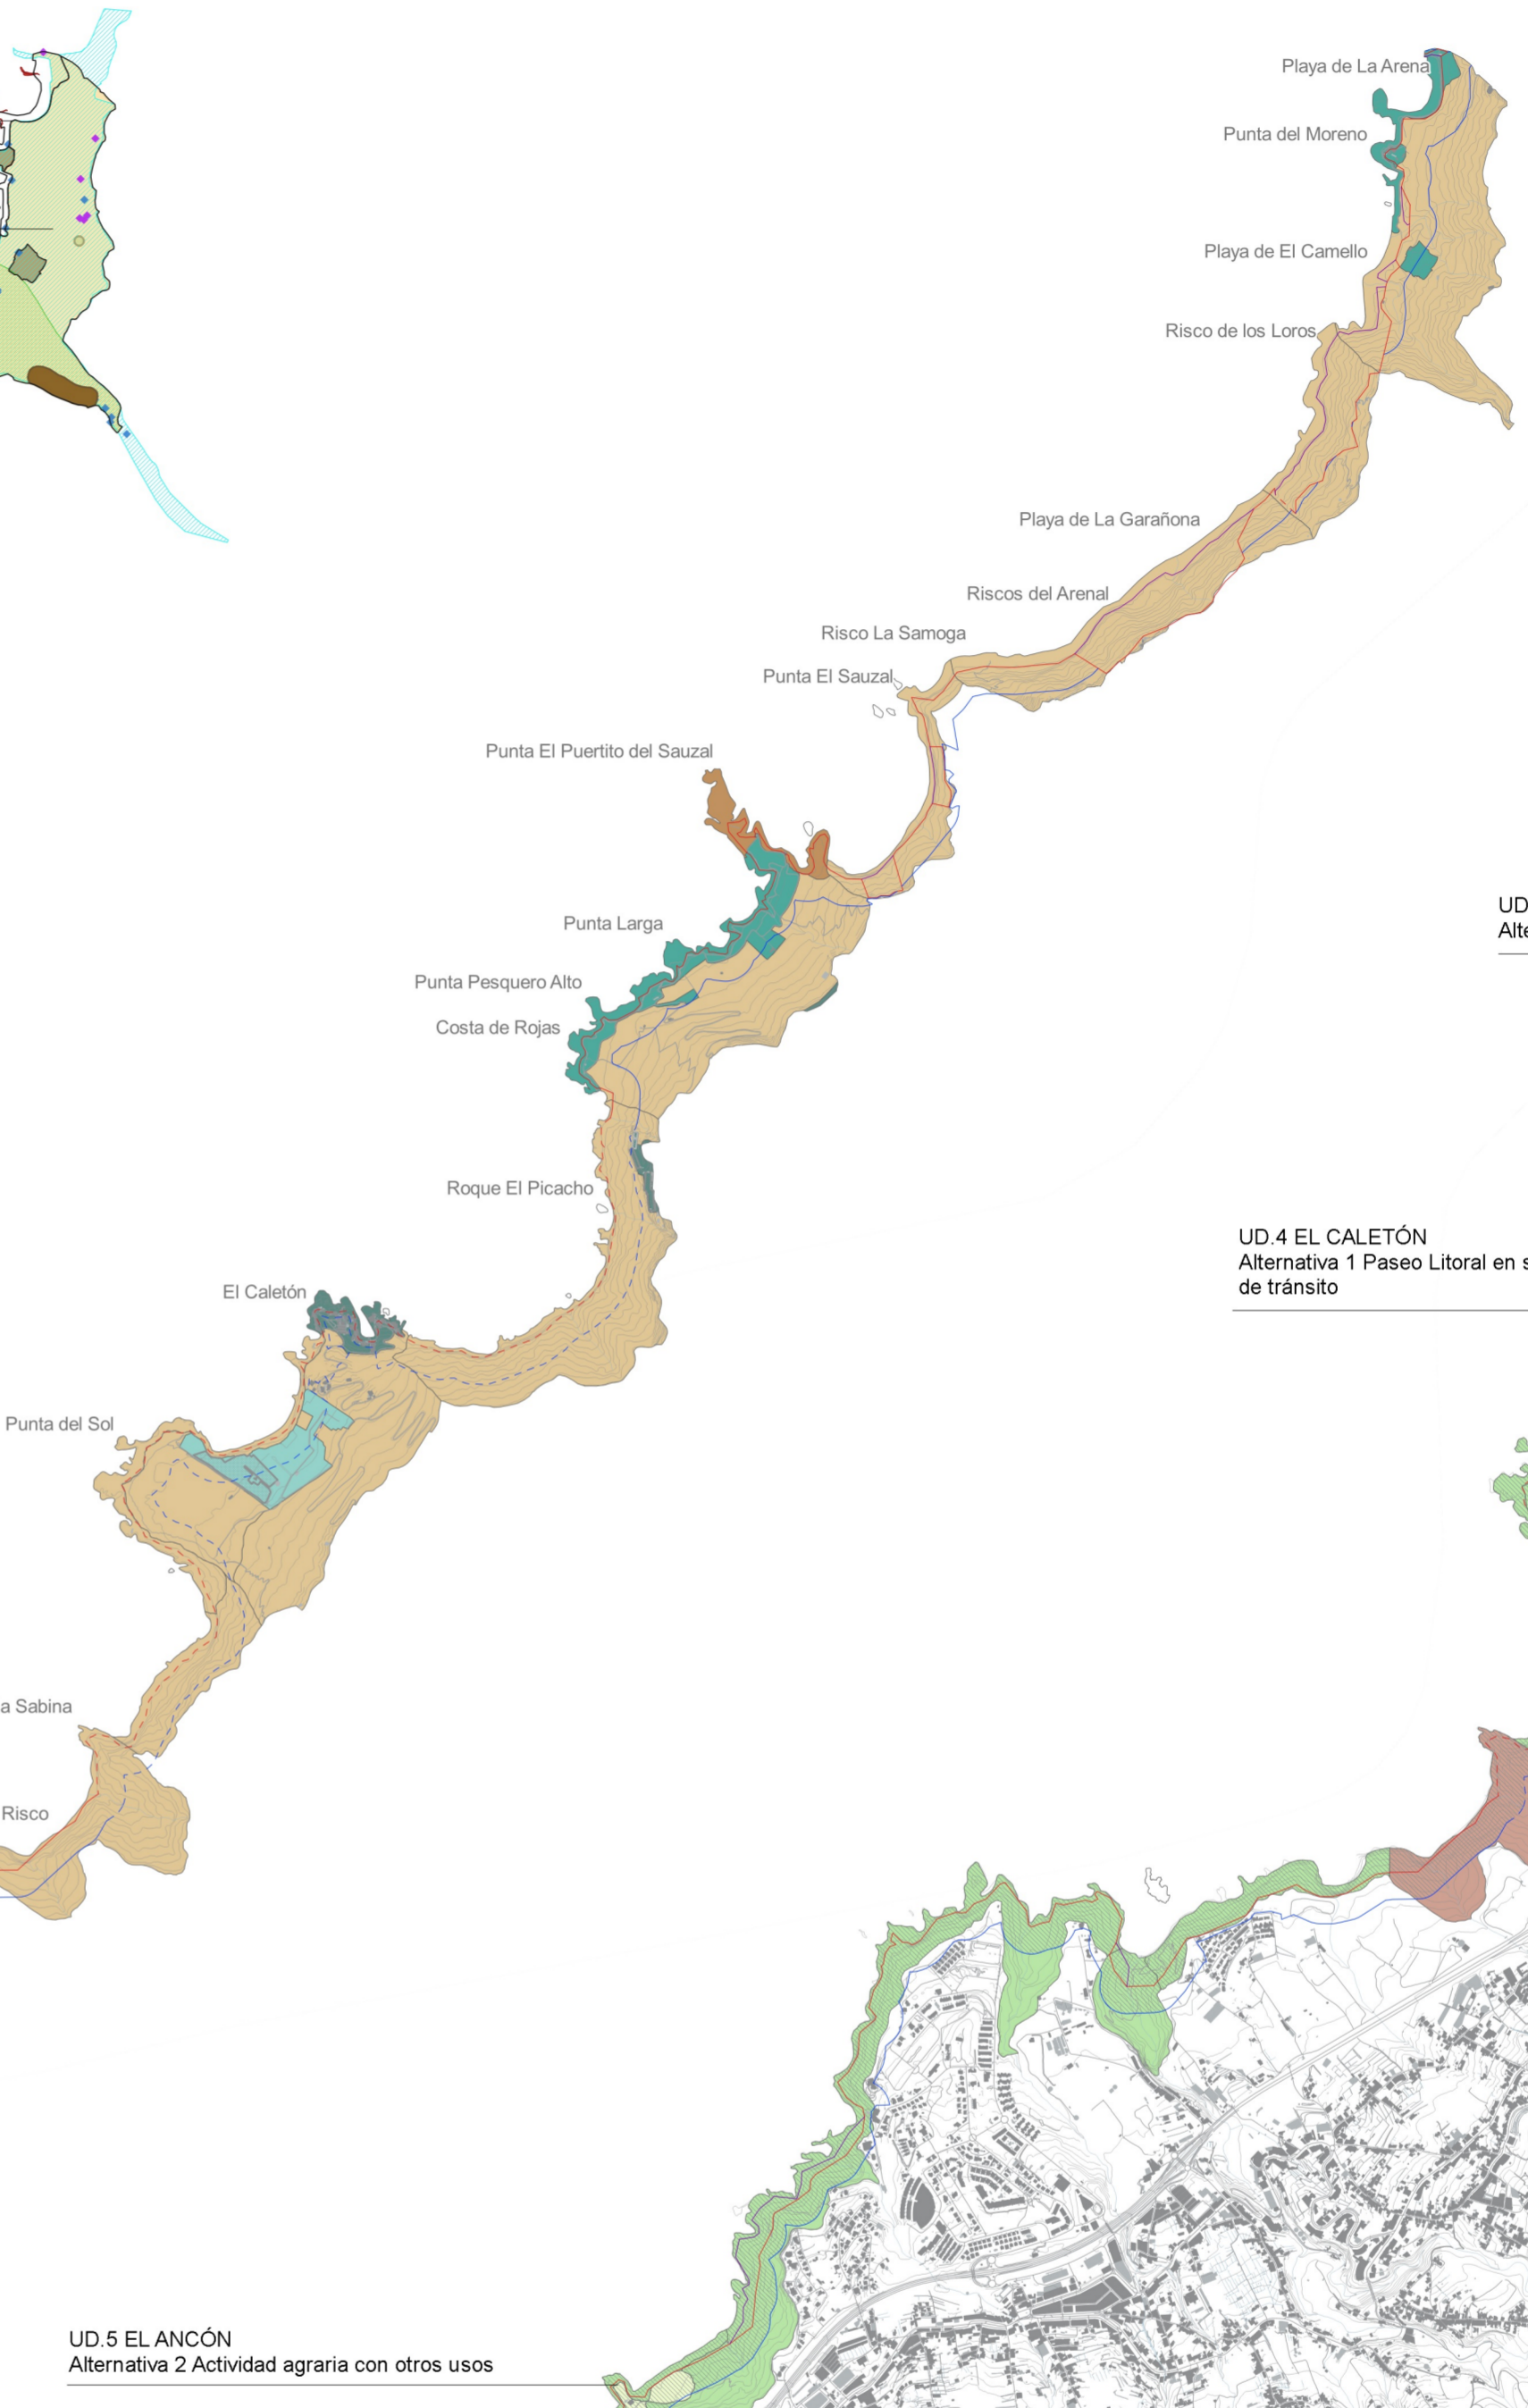 Playa de La Arena
Punta del Moreno
Playa de El Camello
Risco de los Loros
Playa de La Garañona
Riscos del Arenal
Risco La Samoga
Punta El Sauzal
Punta El Puertito del Sauzal
UD
Alte
Punta Larga
Punta Pesquero Alto
Costa de Rojas
Roque El Picacho
UD.4 EL CALETÓN
Alternativa 1 Paseo Litoral en s
de tránsito
El Caletón
Punta del Sol
a Sabina
Risco
UD.5 EL ANCÓN
Alternativa 2 Actividad agraria con otros usos